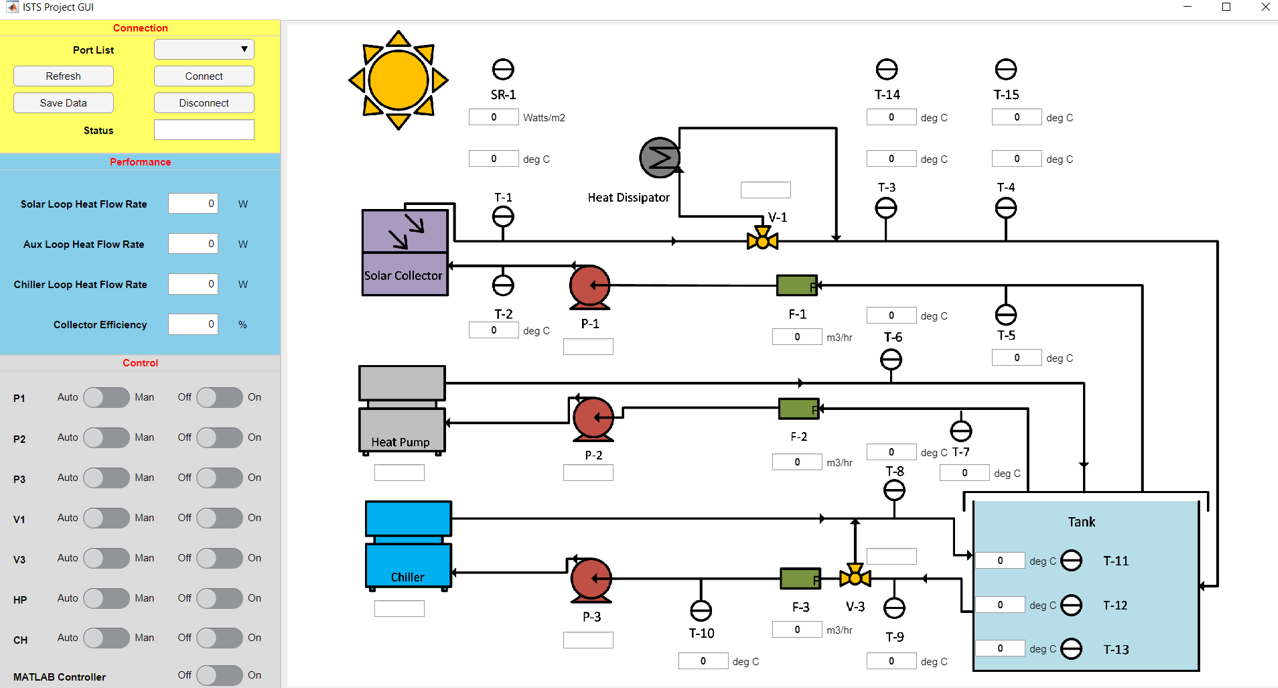 ISTS Project GUI
Connection
Port List
Refresh
Connect
Save Data
Disconnect
Status
Performance
Solar Loop Heat Flow Rate 0 W
Aux Loop Heat Flow Rate 0 W
Chiller Loop Heat Flow Rate 0 W
Collector Efficiency 0 %
Control
P1 Auto Man Off On
P2 Auto Man Off On
P3 Auto Man Off On
V1 Auto Man Off On
V3 Auto Man Off On
HP Auto Man Off On
CH Auto Man Off On
MATLAB Controller Off On
SR-1
0 Watts/m2
0 deg C
T-1
T-14
0 deg C
T-15
0 deg C
0 deg C
T-3
0 deg C
T-4
Heat Dissipator
V-1
Solar Collector
T-2
0 deg C
P-1
F
F-1
0 m3/hr
0 deg C
T-6
T-5
0 deg C
Heat Pump
P-2
F
F-2
0 m3/hr
0 deg C
T-8
T-7
0 deg C
Chiller
P-3
T-10
0 deg C
F
F-3
0 m3/hr
V-3
T-9
0 deg C
Tank
0 deg C T-11
0 deg C T-12
0 deg C T-13